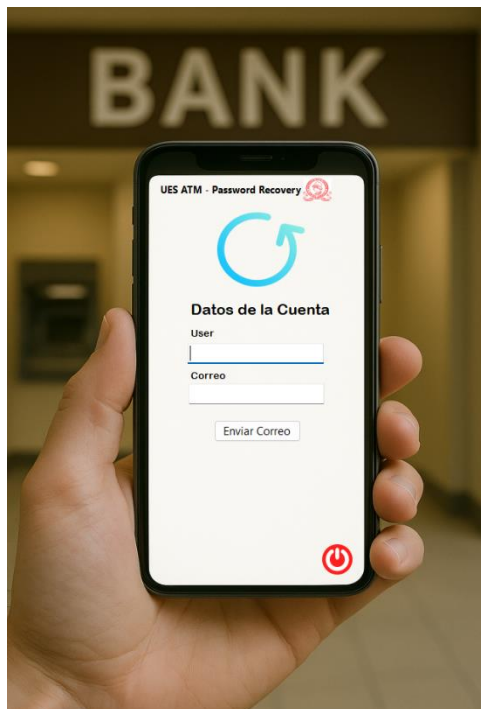 BANK
UES ATM - Password Recovery
Datos de la Cuenta
User
Correo
Enviar Correo